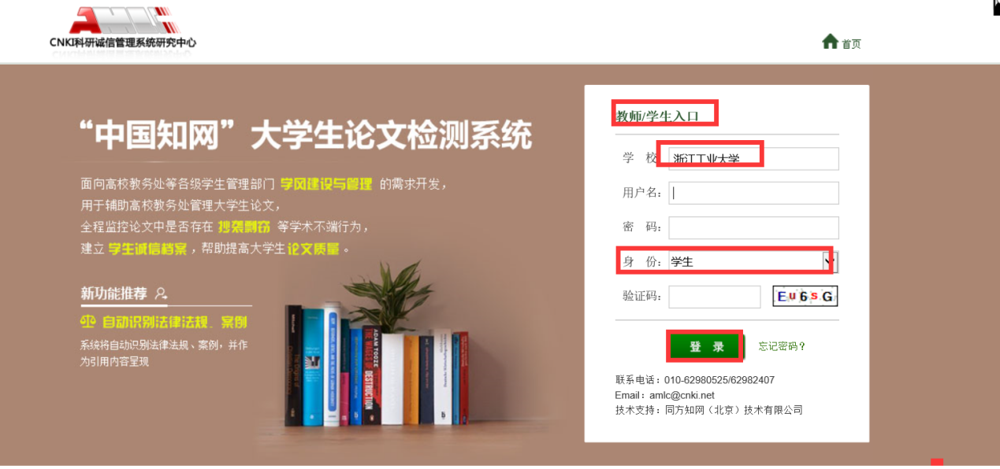 AMLC
CNKI科研诚信管理系统研究中心
首页
“中国知网”大学生论文检测系统
面向高校教务处等各级学生管理部门 学风建设与管理 的需求开发，
用于辅助高校教务处管理大学生论文，
全程监控论文中是否存在 抄袭剽窃 等学术不端行为，
建立 学生诚信档案 ，帮助提高大学生论文质量 。
新功能推荐
自动识别法律法规、案例
系统将自动识别法律法规、案例，并作
为引用内容呈现
ADAM TOOZE
THE WAGES OF DESTRUCTION
教师/学生入口
学 校
浙江工业大学
用户名：
密 码：
身 份：学生
验证码：
Eu6sG
登 录
忘记密码？
联系电话：010-62980525/62982407
Email：amlc@cnki.net
技术支持：同方知网（北京）技术有限公司